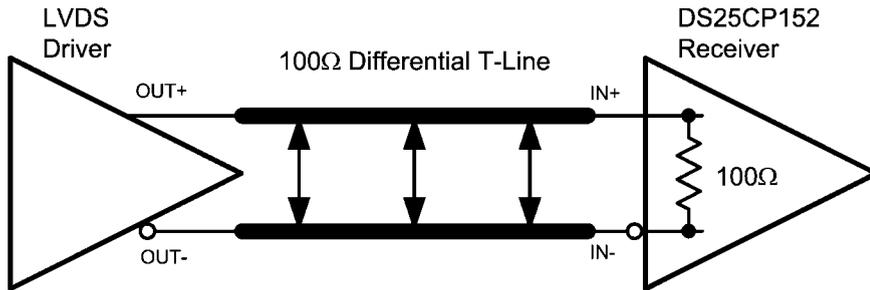 LVDS
Driver
DS25CP152
Receiver
100Ω Differential T-Line
OUT+
IN+
100Ω
OUT-
IN-